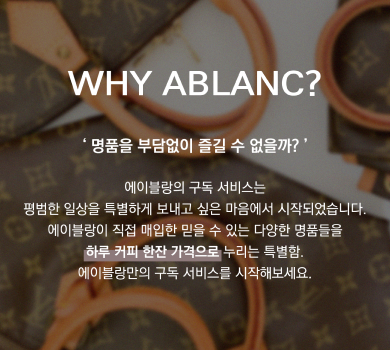 WHY ABLANC?
‘ 명품을 부담없이 즐길 수 없을까? ’
에이블랑의 구독 서비스는
평범한 일상을 특별하게 보내고 싶은 마음에서 시작되었습니다.
에이블랑이 직접 매입한 믿을 수 있는 다양한 명품들을
하루 커피 한잔 가격으로 누리는 특별함.
에이블랑만의 구독 서비스를 시작해보세요.